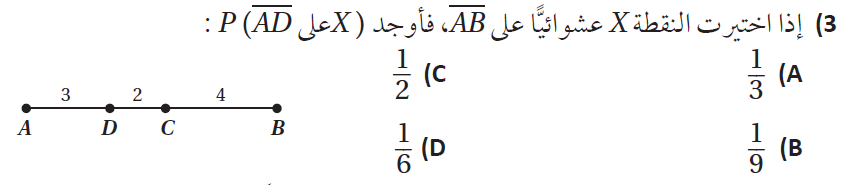 3) إذا اختيرت النقطة X عشوائيًّا على AB، فأوجد P (AD على X) :
A) 1/3 C) 1/2
B) 1/9 D) 1/6
3 2 4
A D C B